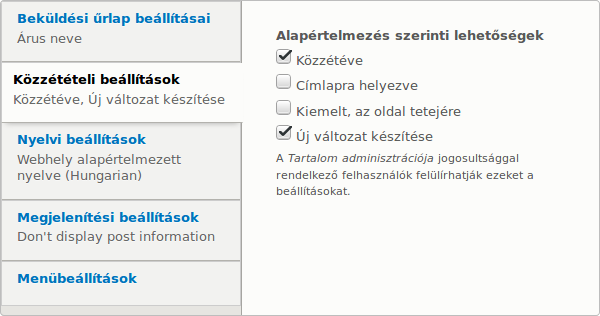 Beküldési űrlap beállításai
Árus neve
Közzétételi beállítások
Közzétéve, Új változat készítése
Nyelvi beállítások
Webhely alapértelmezett
nyelve (Hungarian)
Megjelenítési beállítások
Don't display post information
Menübeállítások
Alapértelmezés szerinti lehetőségek
Közzétéve
Címlapra helyezve
Kiemelt, az oldal tetejére
Új változat készítése
A Tartalom adminisztrációja jogosultsággal
rendelkező felhasználók felülírhatják ezeket a
beállításokat.